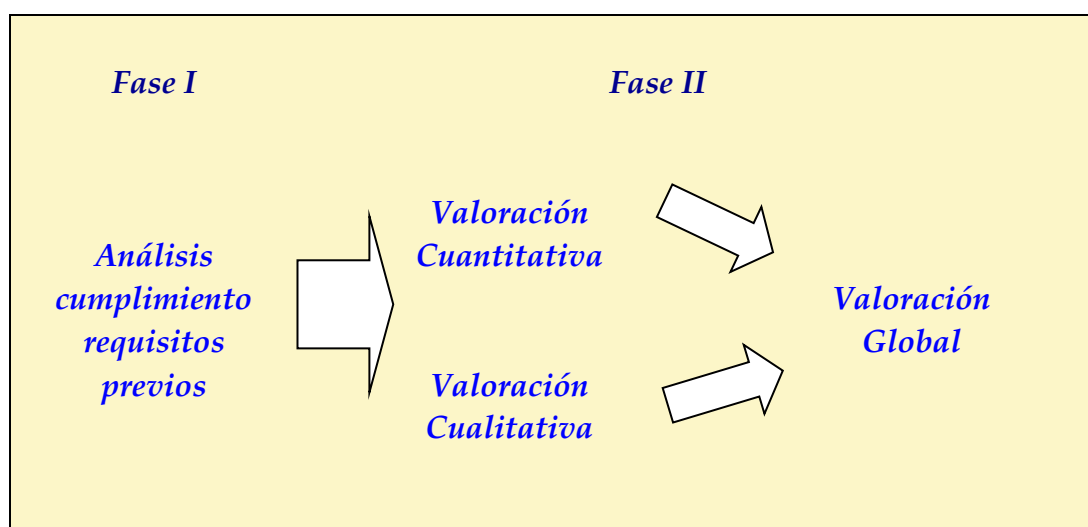 Fase I
Fase II
Análisis
cumplimiento
requisitos
previos
Valoración
Cuantitativa
Valoración
Cualitativa
Valoración
Global